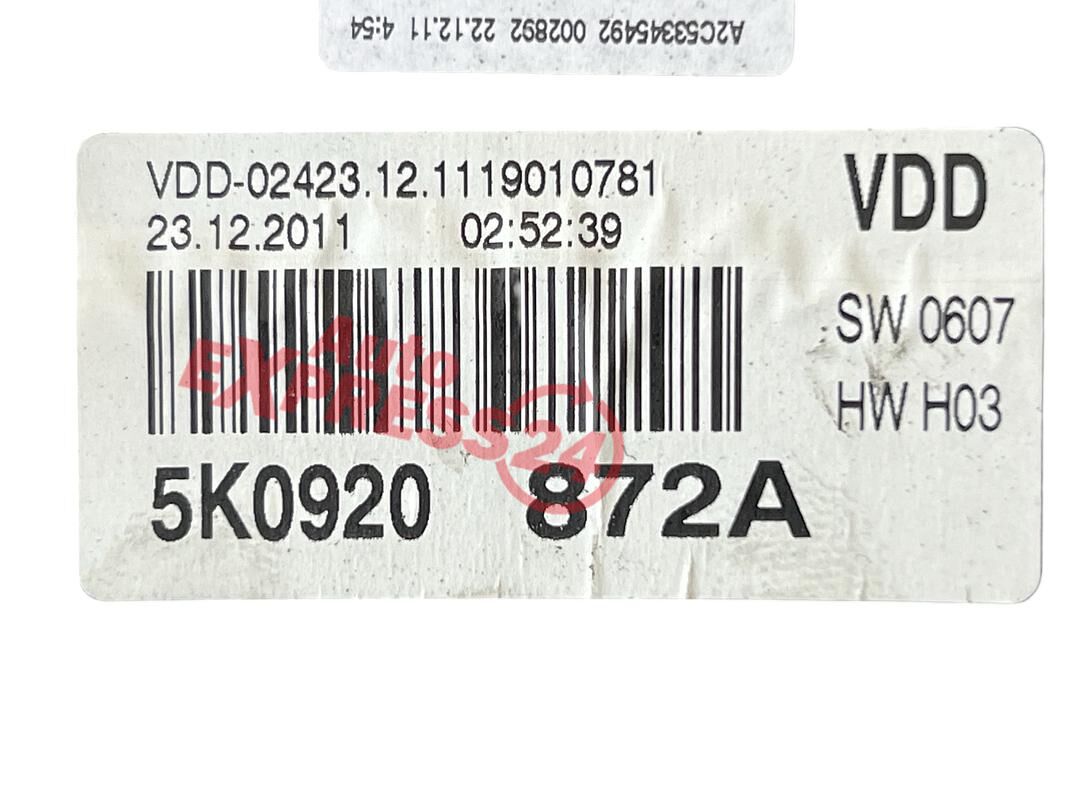 A2C53345492 002892 22.12.11 4:54
VDD-02423.12.1119010781
VDD
23.12.2011 02:52:39
SW 0607
HW H03
Auto
EXPRESS24
5K0920 872A